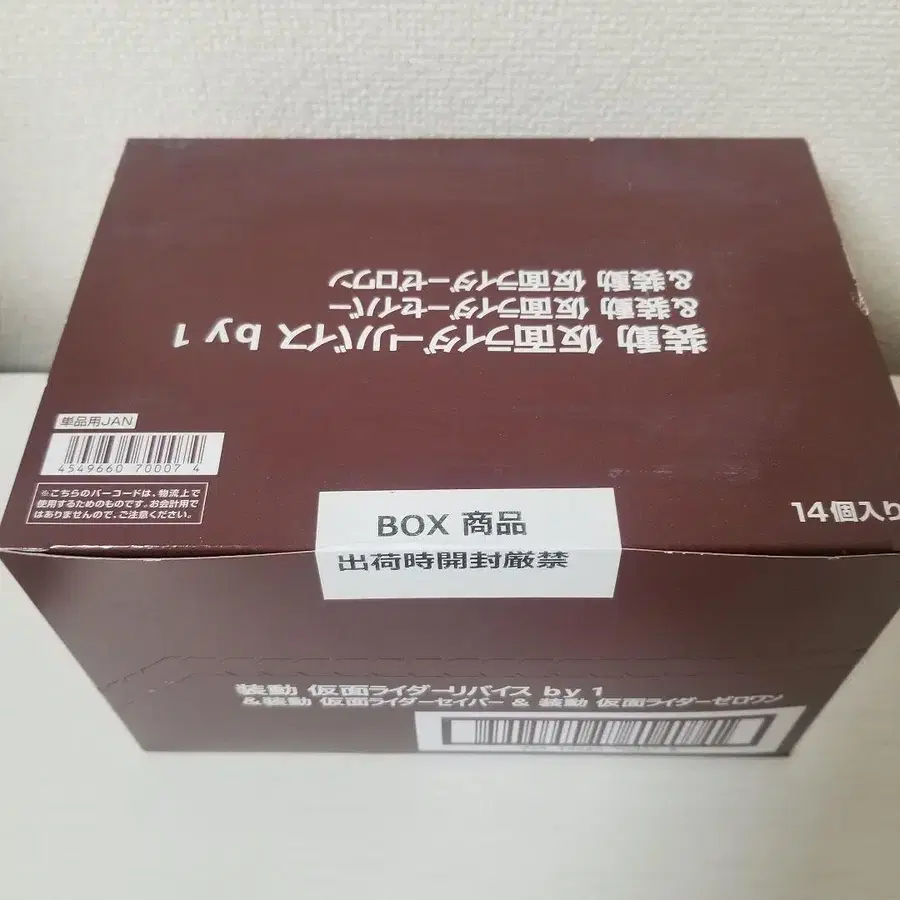 装動 仮面ライダーリバイス by 1
&装動 仮面ライダーセイバー
&装動 仮面ライダーゼロワン
単品用JAN
4549660 70007 4
※こちらのバーコードは、物流上で
使用するためのものです。お会計用で
はありませんので、ご注意ください。
14個入り
BOX 商品
出荷時開封厳禁
装動 仮面ライダーリバイス by 1
&装動 仮面ライダーセイバー & 装動 仮面ライダーゼロワン